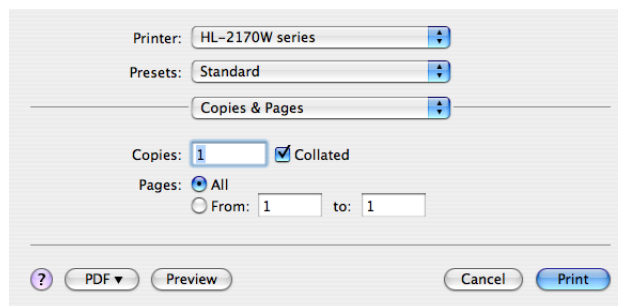 Printer: HL-2170W series
Presets: Standard
Copies & Pages
Copies: 1 Collated
Pages: All
From: 1 to: 1
? PDF ▼ Preview Cancel Print